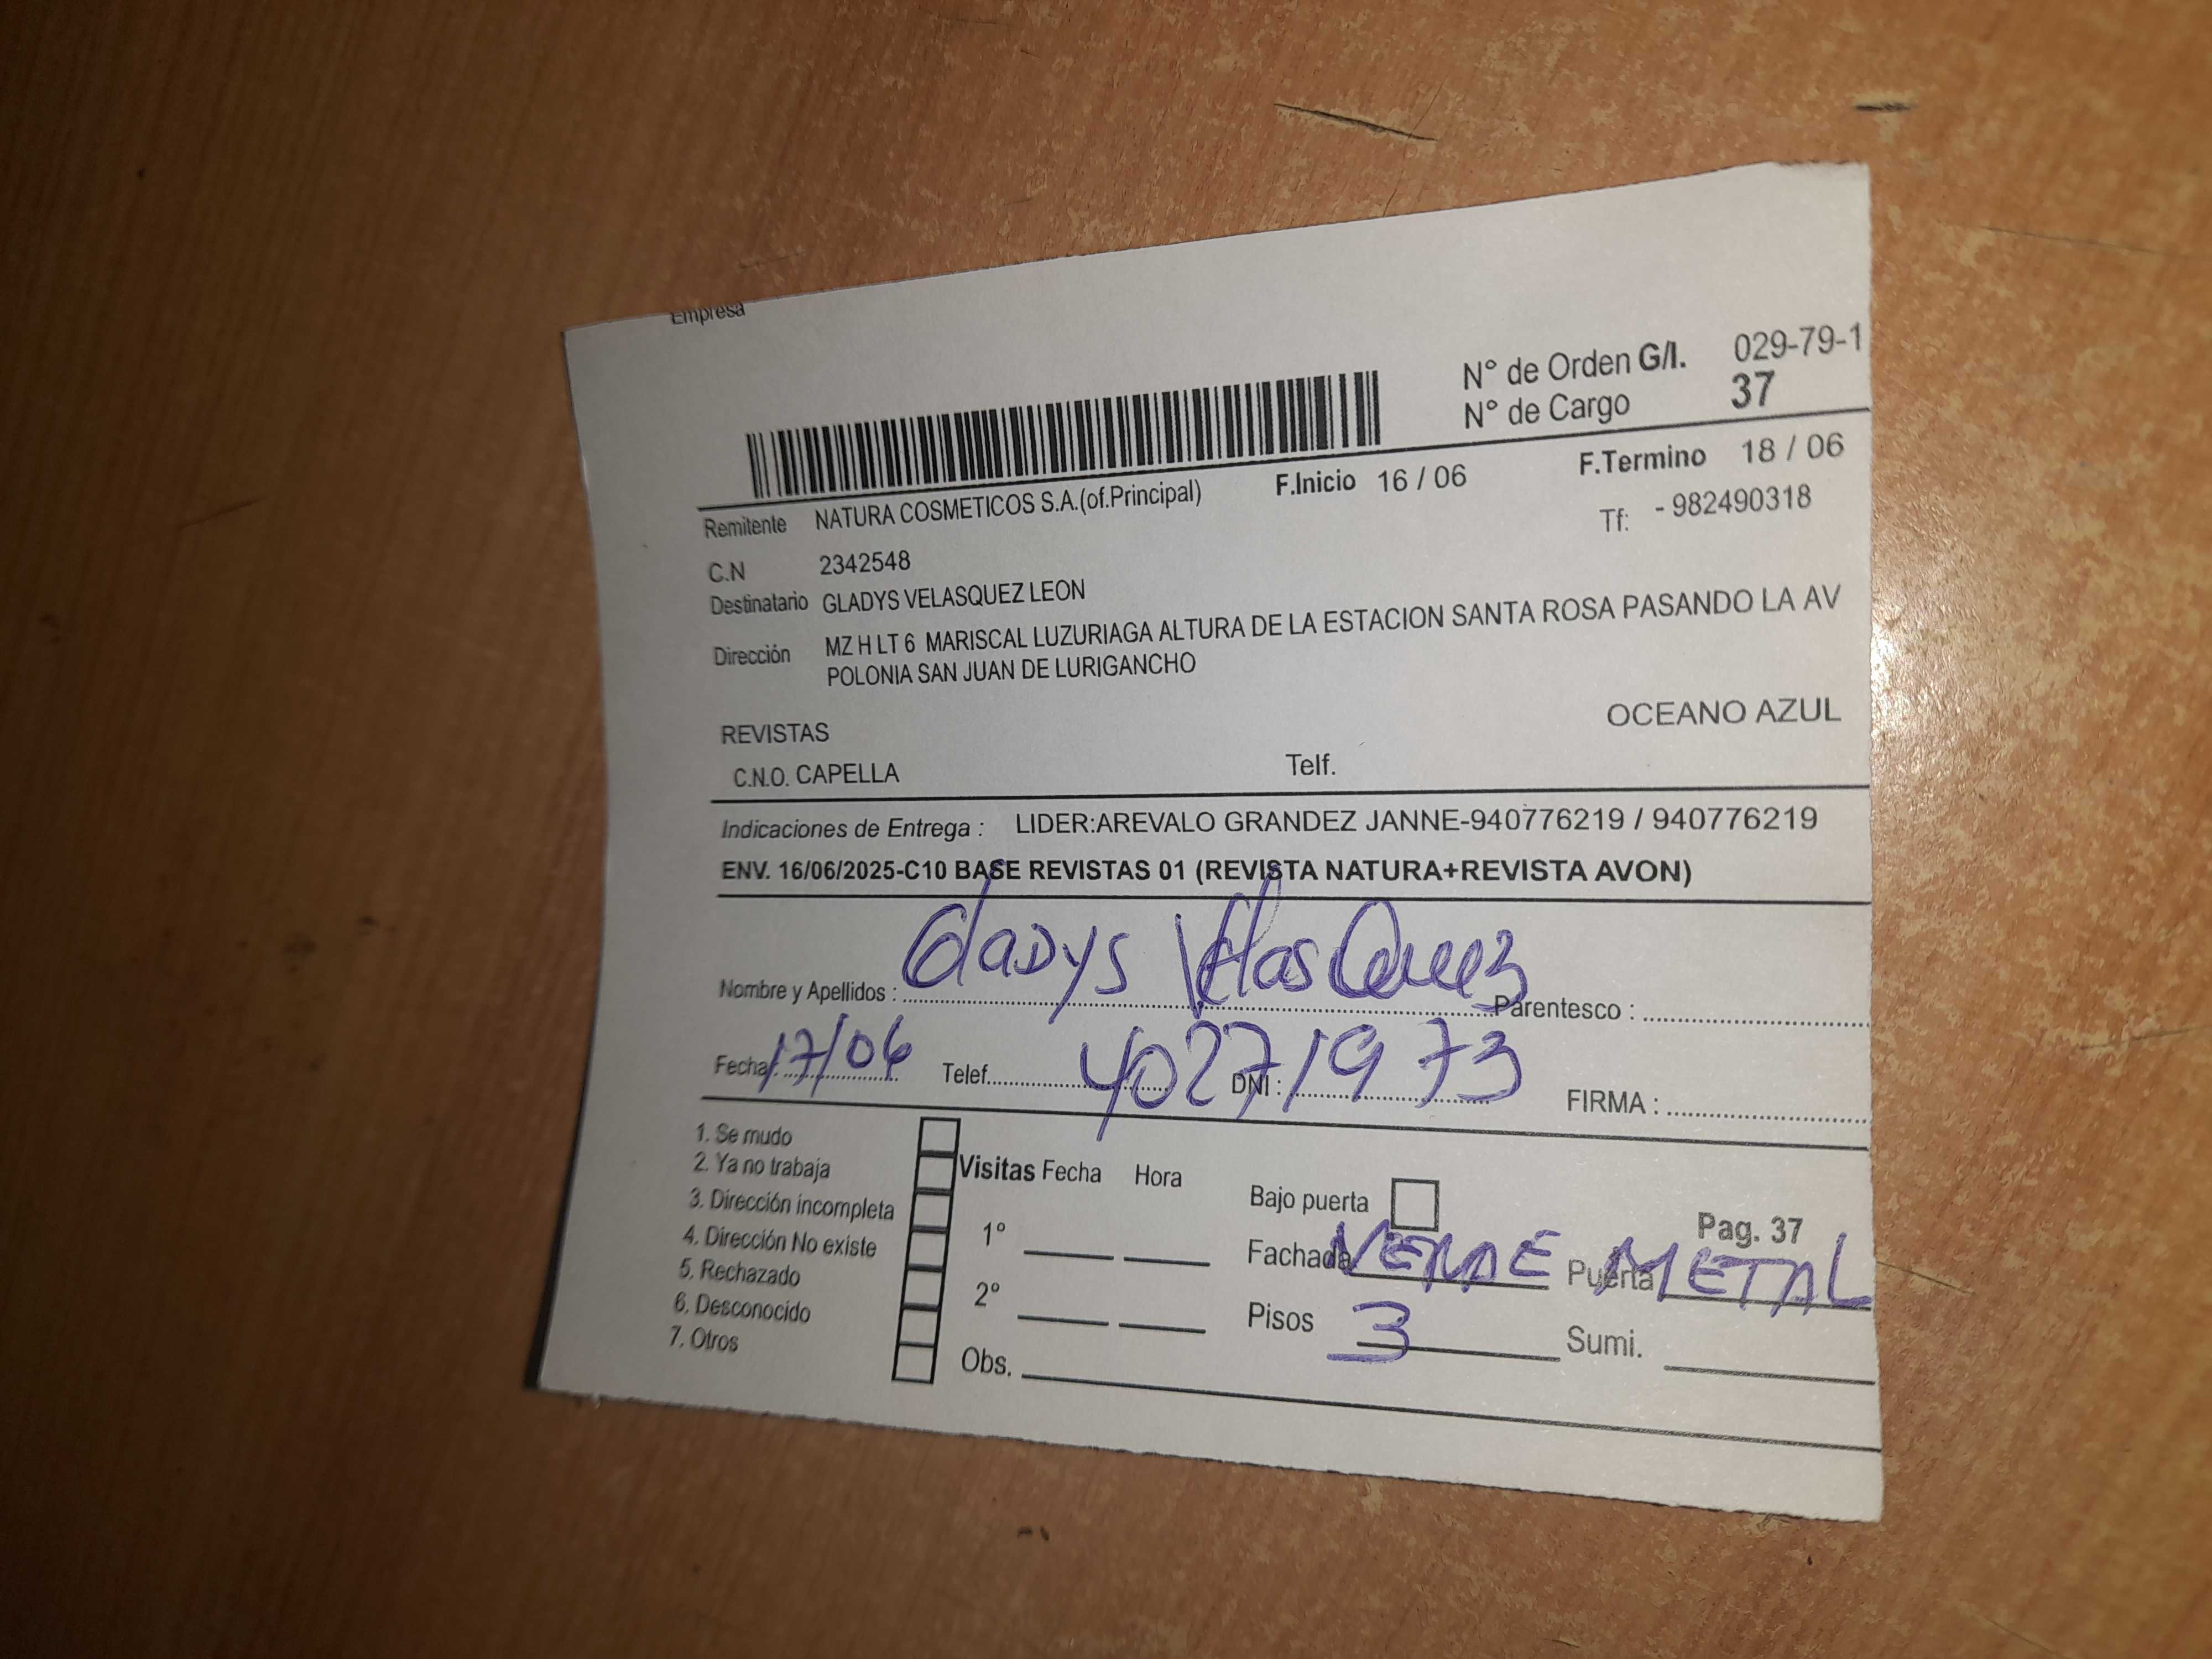 Empresa
N° de Orden G/I. 029-79-1
N° de Cargo 37
F.Inicio 16 / 06 F.Termino 18 / 06
Remitente NATURA COSMETICOS S.A.(of.Principal) Tf: - 982490318
C.N 2342548
Destinatario GLADYS VELASQUEZ LEON
Dirección MZ H LT 6 MARISCAL LUZURIAGA ALTURA DE LA ESTACION SANTA ROSA PASANDO LA AV
POLONIA SAN JUAN DE LURIGANCHO
REVISTAS OCEANO AZUL
C.N.O. CAPELLA Telf.
Indicaciones de Entrega : LIDER:AREVALO GRANDEZ JANNE-940776219 / 940776219
ENV. 16/06/2025-C10 BASE REVISTAS 01 (REVISTA NATURA+REVISTA AVON)
Nombre y Apellidos : Gladys Velasquez Parentesco :
Fecha: 17/06 Telef. DNI : 40271973 FIRMA :
1. Se mudo
2. Ya no trabaja
3. Dirección incompleta
4. Dirección No existe
5. Rechazado
6. Desconocido
7. Otros
Visitas Fecha Hora
1°
2°
Obs.
Bajo puerta Pag. 37
Fachada VERDE Puerta METAL
Pisos 3 Sumi.